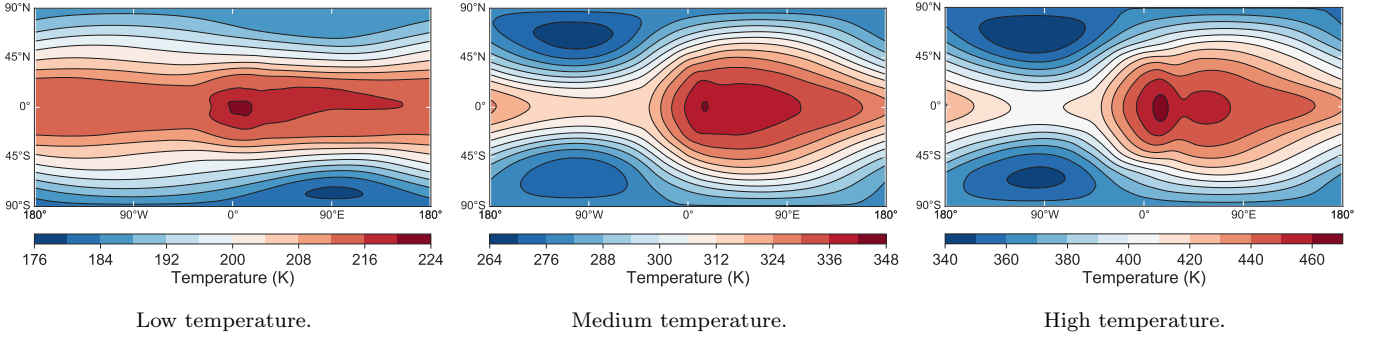 90°N 90°N 90°N
45°N 45°N 45°N
0° 0° 0°
45°S 45°S 45°S
90°S 90°S 90°S
180° 90°W 0° 90°E 180° 180° 90°W 0° 90°E 180° 180° 90°W 0° 90°E 180°
176 184 192 200 208 216 224 264 276 288 300 312 324 336 348 340 360 380 400 420 440 460
Temperature (K) Temperature (K) Temperature (K)
Low temperature. Medium temperature. High temperature.